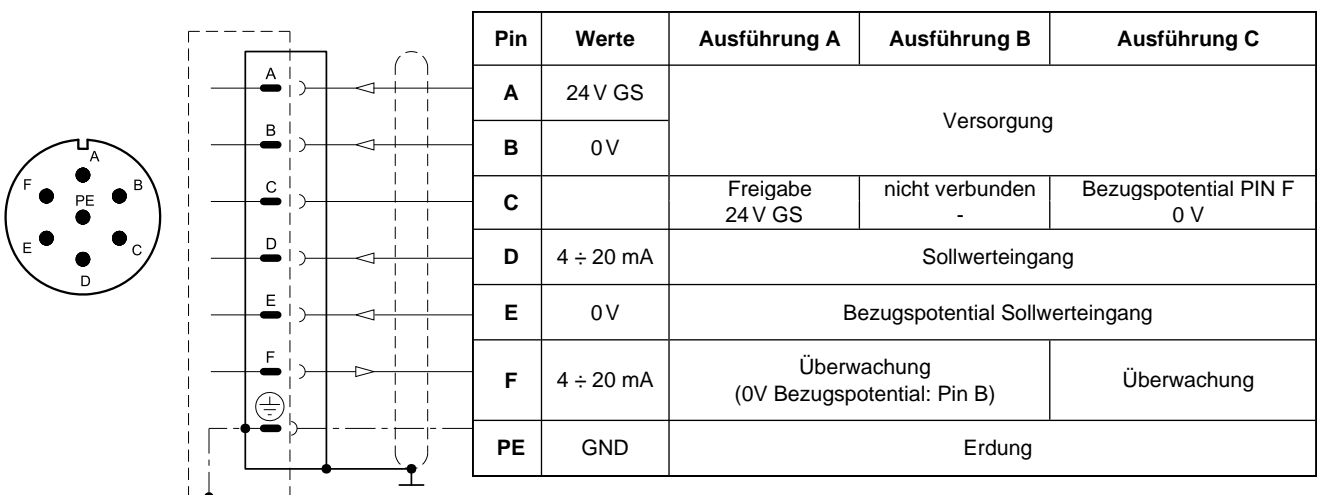 A
B
C
D
E
F
PE
A
B
C
D
E
F
Pin Werte Ausführung A Ausführung B Ausführung C
A 24 V GS Versorgung
B 0 V
C Freigabe nicht verbunden Bezugspotential PIN F
24 V GS - 0 V
D 4 ÷ 20 mA Sollwerteingang
E 0 V Bezugspotential Sollwerteingang
F 4 ÷ 20 mA Überwachung Überwachung
(0V Bezugspotential: Pin B)
PE GND Erdung